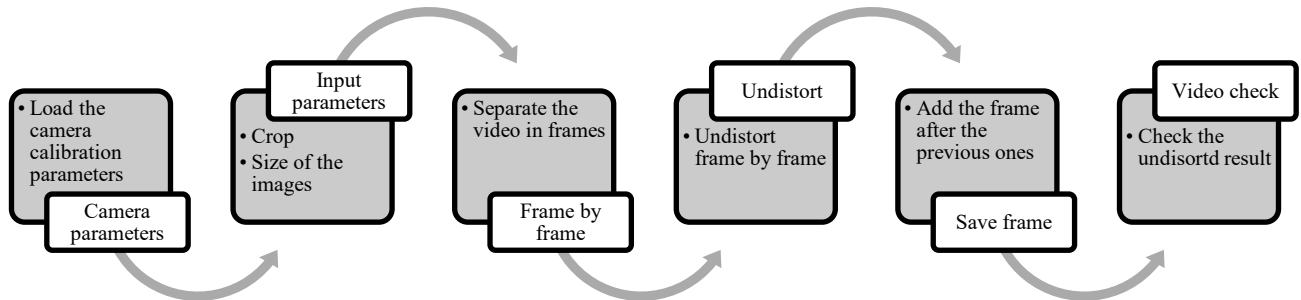 • Load the
camera
calibration
parameters
Camera
parameters
Input
parameters
• Crop
• Size of the
images
• Separate the
video in frames
Frame by
frame
Undistort
• Undistort
frame by frame
• Add the frame
after the
previous ones
Save frame
Video check
• Check the
undisortd result